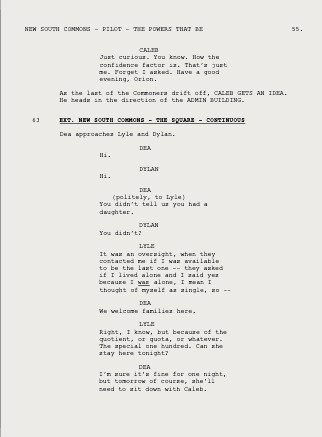 NEW SOUTH COMMONS - PILOT - THE POWERS THAT BE 55.
CALEB
Just curious. You know. How the
confidence factor is. That's just
me. Forget I asked. Have a good
evening, Orion.
As the last of the Commoners drift off, CALEB GETS AN IDEA.
He heads in the direction of the ADMIN BUILDING.
63 EXT. NEW SOUTH COMMONS - THE SQUARE - CONTINUOUS
Dea approaches Lyle and Dylan.
DEA
Hi.
DYLAN
Hi.
DEA
(politely, to Lyle)
You didn't tell us you had a
daughter.
DYLAN
You didn't?
LYLE
It was an oversight, when they
contacted me if I was available
to be the last one -- they asked
if I lived alone and I said yes
because I was alone, I mean I
thought of myself as single, so --
DEA
We welcome families here.
LYLE
Right, I know, but because of the
quotient, or quota, or whatever.
The special one hundred. Can she
stay here tonight?
DEA
I'm sure it's fine for one night,
but tomorrow of course, she'll
need to sit down with Caleb.